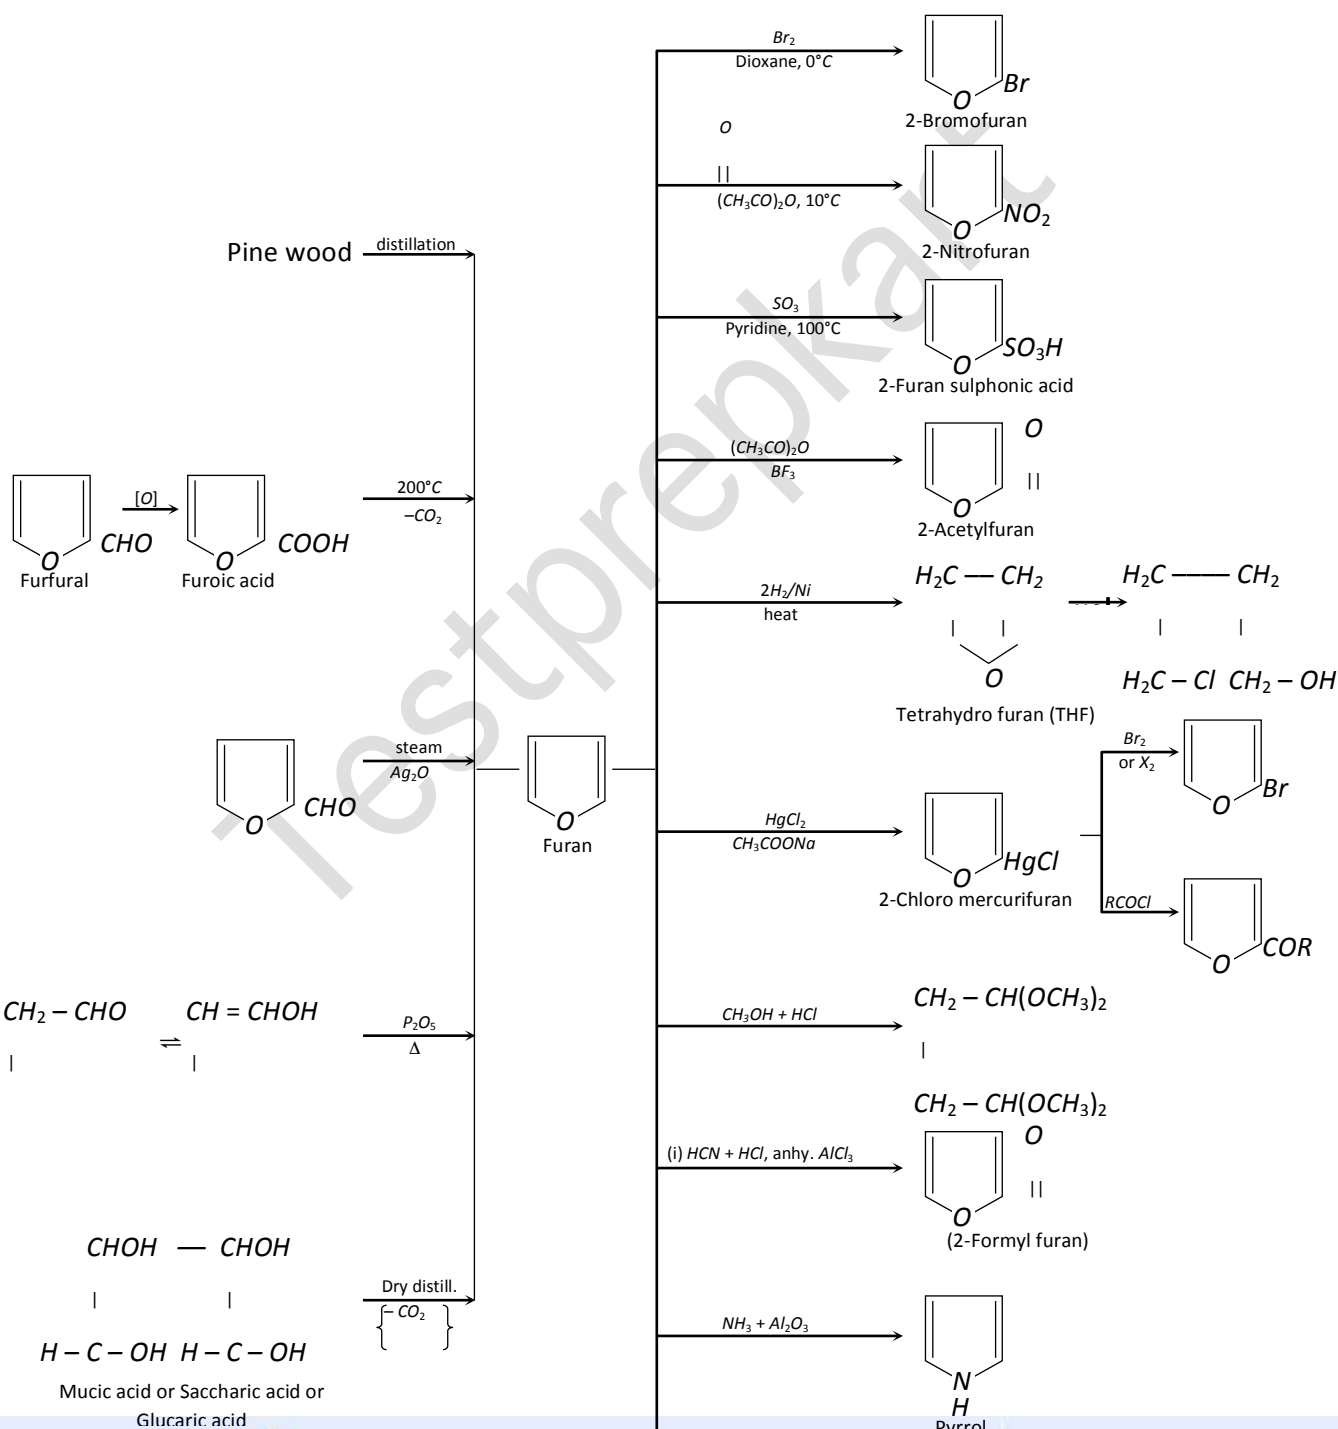 Br₂
Dioxane, 0°C
O
Br
2-Bromofuran
O
||
(CH₃CO)₂O, 10°C
O
NO₂
2-Nitrofuran
Pine wood
distillation
SO₃
Pyridine, 100°C
O
SO₃H
2-Furan sulphonic acid
(CH₃CO)₂O
BF₃
O
||
O
2-Acetylfuran
O
CHO
Furfural
[O]
O
COOH
Furoic acid
200°C
–CO₂
2H₂/Ni
heat
H₂C — CH₂
| |
O
Tetrahydro furan (THF)
H₂C —— CH₂
| |
H₂C – Cl CH₂ – OH
O
CHO
steam
Ag₂O
O
Furan
HgCl₂
CH₃COONa
O
HgCl
2-Chloro mercurifuran
Br₂
or X₂
O
Br
RCOCl
O
COR
CH₂ – CHO ⇌ CH = CHOH
| |
P₂O₅
Δ
CH₃OH + HCl
CH₂ – CH(OCH₃)₂
|
CH₂ – CH(OCH₃)₂
(i) HCN + HCl, anhy. AlCl₃
O
||
O
(2-Formyl furan)
CHOH — CHOH
| |
H – C – OH H – C – OH
Mucic acid or Saccharic acid or
Glucaric acid
Dry distill.
{– CO₂ }
NH₃ + Al₂O₃
N
H
Pyrrol
Testprepkart